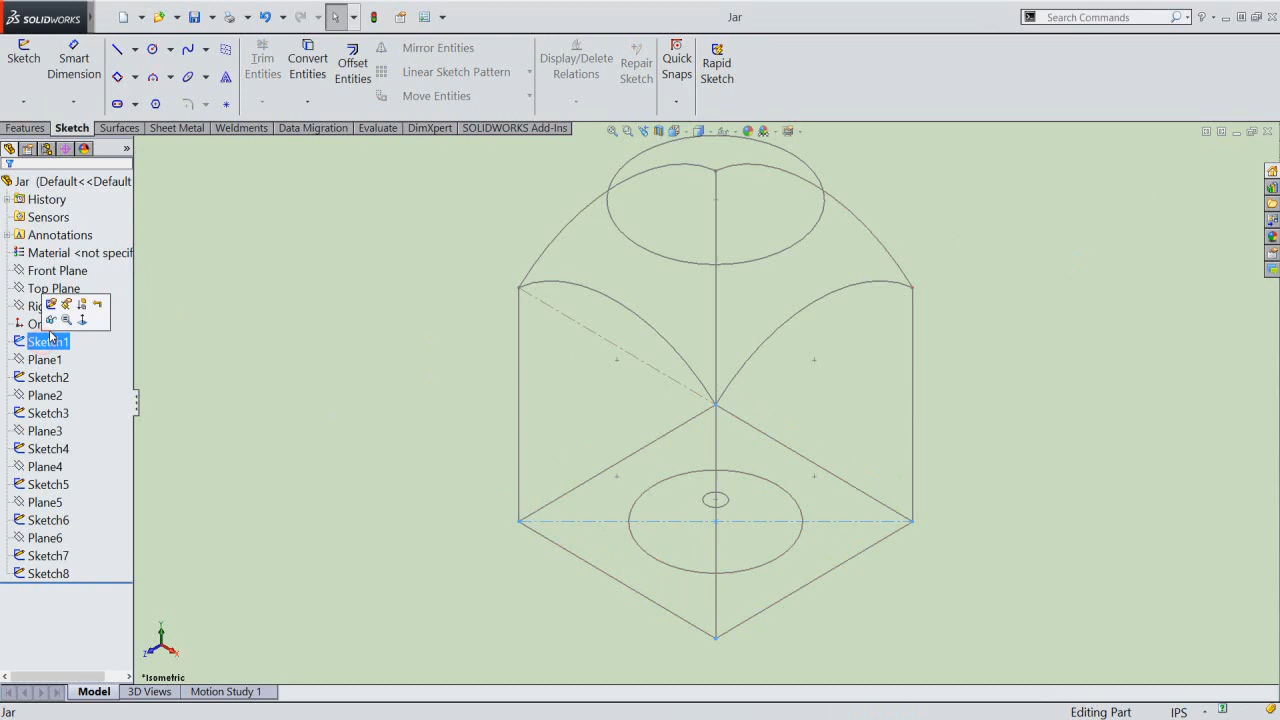 SOLIDWORKS
Jar
Search Commands
Sketch
Smart Dimension
Trim Entities
Convert Entities
Offset Entities
Mirror Entities
Linear Sketch Pattern
Move Entities
Display/Delete Relations
Repair Sketch
Quick Snaps
Rapid Sketch
Features
Sketch
Surfaces
Sheet Metal
Weldments
Data Migration
Evaluate
DimXpert
SOLIDWORKS Add-Ins
Jar (Default<<Default
History
Sensors
Annotations
Material <not specif
Front Plane
Top Plane
Rig
Or
Sketch1
Plane1
Sketch2
Plane2
Sketch3
Plane3
Sketch4
Plane4
Sketch5
Plane5
Sketch6
Plane6
Sketch7
Sketch8
Y
Z
X
*Isometric
Model
3D Views
Motion Study 1
Jar
Editing Part
IPS